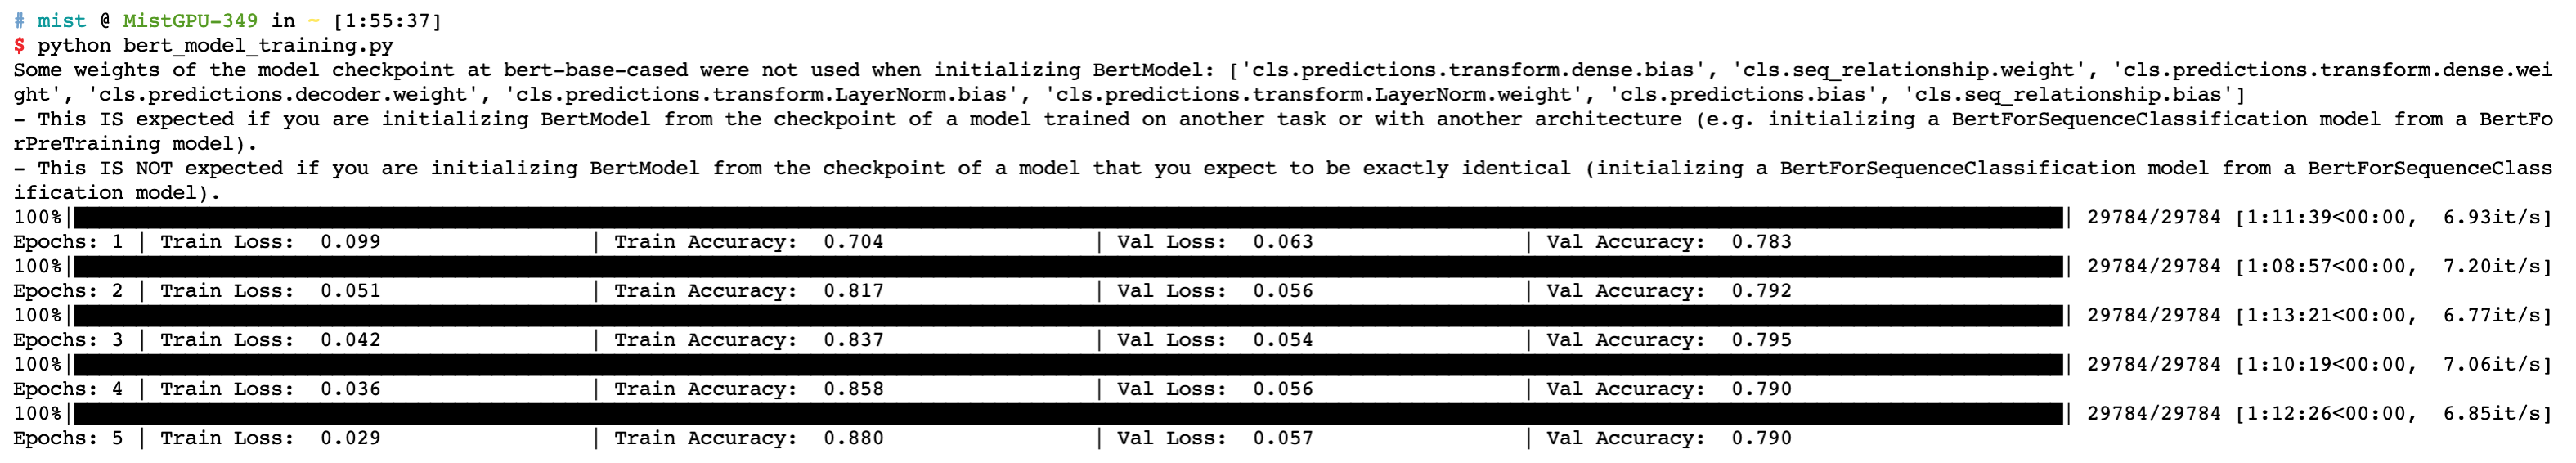 # mist @ MistGPU-349 in ~ [1:55:37]
$ python bert_model_training.py
Some weights of the model checkpoint at bert-base-cased were not used when initializing BertModel: ['cls.predictions.transform.dense.bias', 'cls.seq_relationship.weight', 'cls.predictions.transform.dense.wei
ght', 'cls.predictions.decoder.weight', 'cls.predictions.transform.LayerNorm.bias', 'cls.predictions.transform.LayerNorm.weight', 'cls.predictions.bias', 'cls.seq_relationship.bias']
- This IS expected if you are initializing BertModel from the checkpoint of a model trained on another task or with another architecture (e.g. initializing a BertForSequenceClassification model from a BertFo
rPreTraining model).
- This IS NOT expected if you are initializing BertModel from the checkpoint of a model that you expect to be exactly identical (initializing a BertForSequenceClassification model from a BertForSequenceClass
ification model).
100%|| 29784/29784 [1:11:39<00:00, 6.93it/s]
Epochs: 1 | Train Loss: 0.099 | Train Accuracy: 0.704 | Val Loss: 0.063 | Val Accuracy: 0.783
100%|| 29784/29784 [1:08:57<00:00, 7.20it/s]
Epochs: 2 | Train Loss: 0.051 | Train Accuracy: 0.817 | Val Loss: 0.056 | Val Accuracy: 0.792
100%|| 29784/29784 [1:13:21<00:00, 6.77it/s]
Epochs: 3 | Train Loss: 0.042 | Train Accuracy: 0.837 | Val Loss: 0.054 | Val Accuracy: 0.795
100%|| 29784/29784 [1:10:19<00:00, 7.06it/s]
Epochs: 4 | Train Loss: 0.036 | Train Accuracy: 0.858 | Val Loss: 0.056 | Val Accuracy: 0.790
100%|| 29784/29784 [1:12:26<00:00, 6.85it/s]
Epochs: 5 | Train Loss: 0.029 | Train Accuracy: 0.880 | Val Loss: 0.057 | Val Accuracy: 0.790